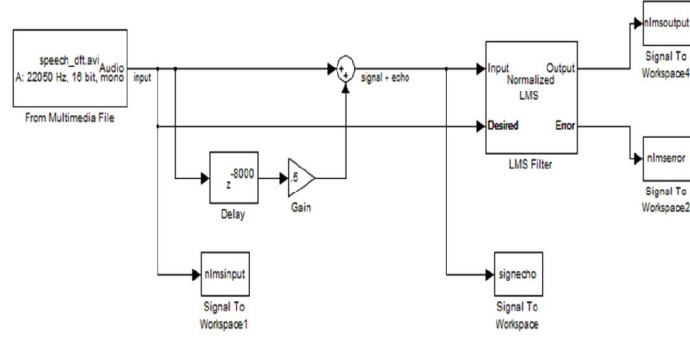 speech_dft.avi
Audio
A: 22050 Hz, 16 bit, mono
input
From Multimedia File
+
+
signal + echo
Input
Output
Normalized
LMS
Desired
Error
LMS Filter
nlmsoutput
Signal To
Workspace4
nlmserror
Signal To
Workspace2
z
-8000
Delay
.5
Gain
nlmsinput
Signal To
Workspace1
signecho
Signal To
Workspace